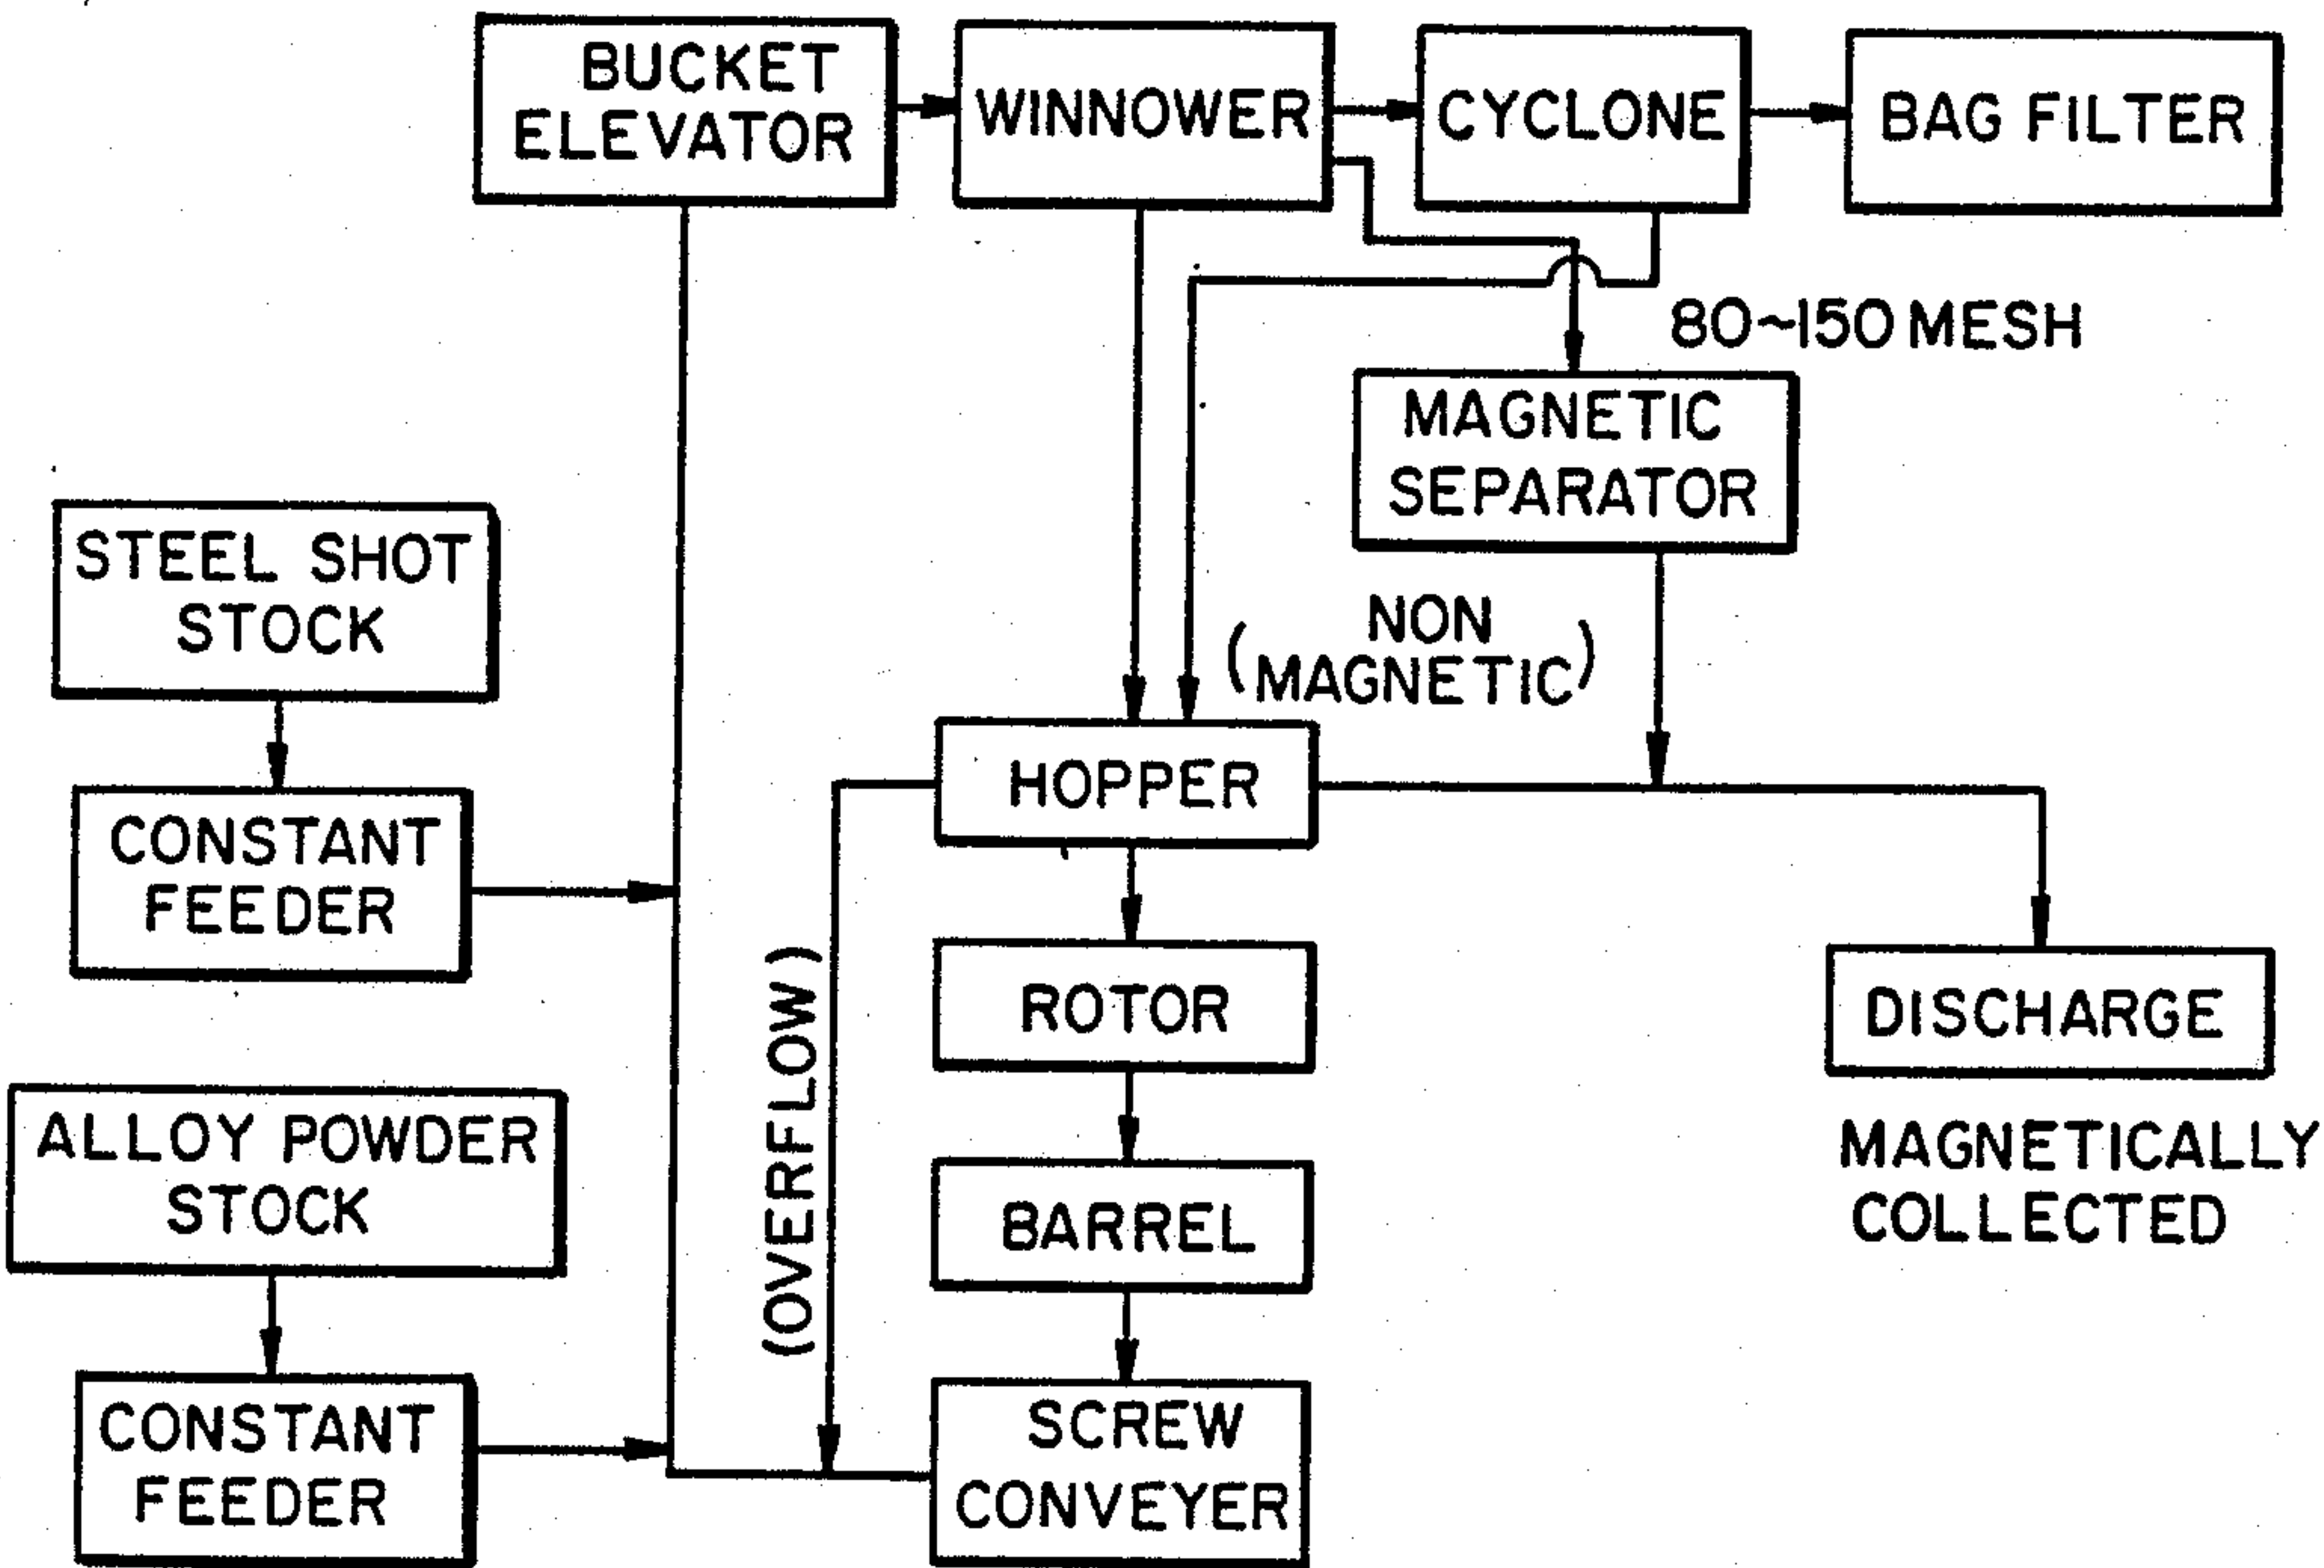 BUCKET
ELEVATOR
WINNOWER
CYCLONE
BAG FILTER
80~150 MESH
MAGNETIC
SEPARATOR
STEEL SHOT
STOCK
(NON
MAGNETIC)
HOPPER
CONSTANT
FEEDER
(OVERFLOW)
ROTOR
DISCHARGE
MAGNETICALLY
COLLECTED
ALLOY POWDER
STOCK
BARREL
CONSTANT
FEEDER
SCREW
CONVEYER